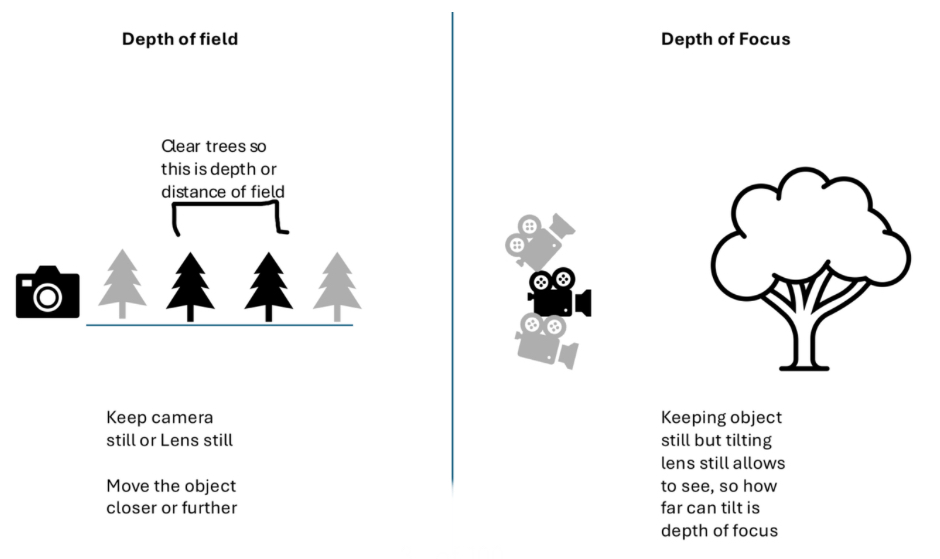 Depth of field
Clear trees so
this is depth or
distance of field
Keep camera
still or Lens still
Move the object
closer or further
Depth of Focus
Keeping object
still but tilting
lens still allows
to see, so how
far can tilt is
depth of focus